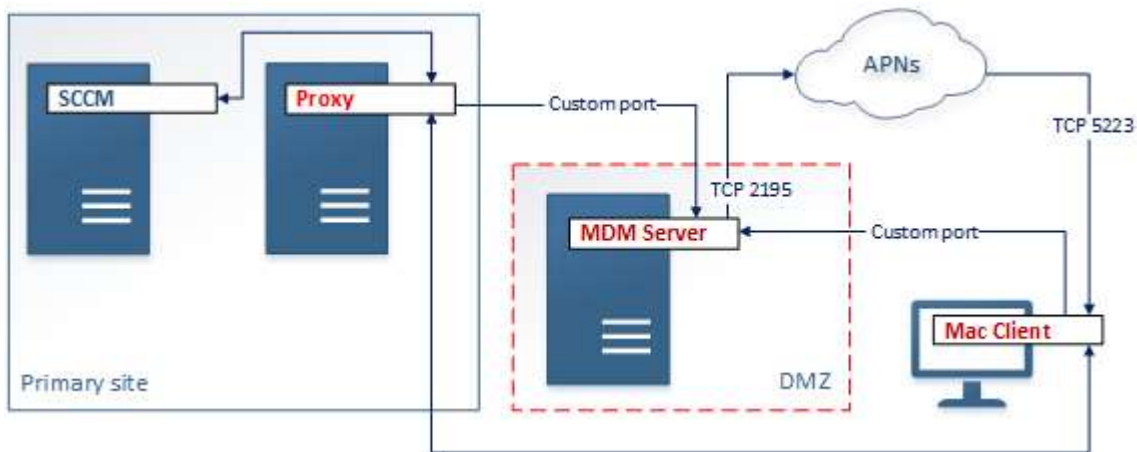 APNs
SCCM
Proxy
Custom port
TCP 5223
TCP 2195
MDM Server
Custom port
Mac Client
Primary site
DMZ